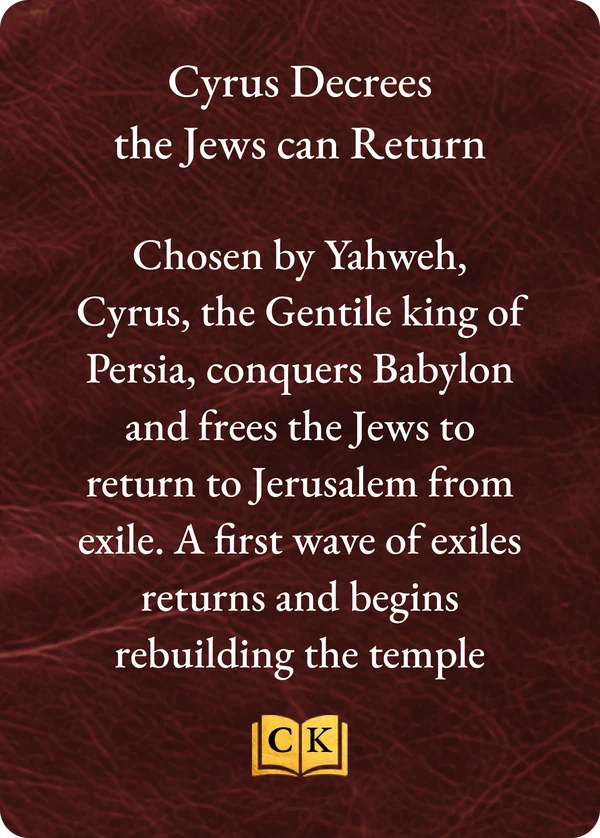 Cyrus Decrees
the Jews can Return
Chosen by Yahweh,
Cyrus, the Gentile king of
Persia, conquers Babylon
and frees the Jews to
return to Jerusalem from
exile. A first wave of exiles
returns and begins
rebuilding the temple
C K